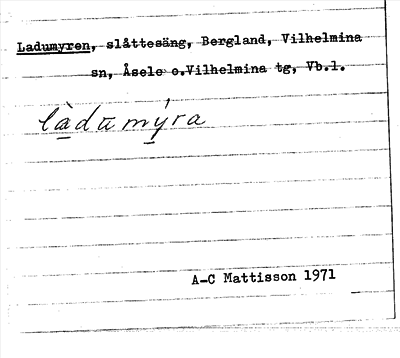 Ladumyren, slåttesäng, Bergland, Vilhelmina
sn, Åsele o.Vilhelmina tg, Vb.l.
làdumýra
A-C Mattisson 1971